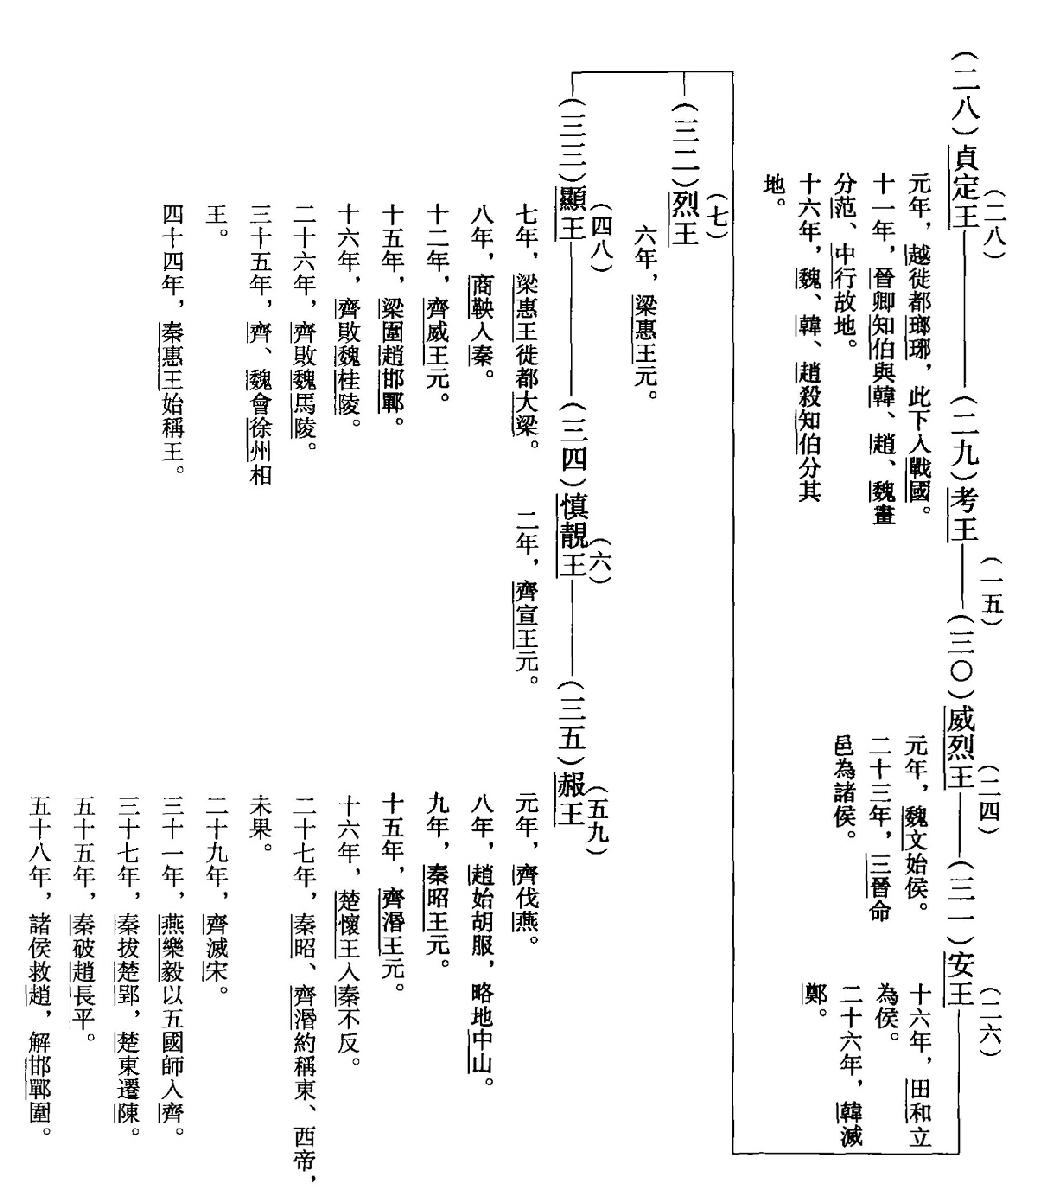 （二八）貞定王
（二八）
元年，越徙都瑯琊，此下入戰國。
十一年，晉卿知伯與韓、趙、魏畫
分范、中行故地。
十六年，魏、韓、趙殺知伯分其
地。
（二九）考王
（一五）
（三〇）威烈王
（二四）
元年，魏文始侯。
二十三年，三晉命
邑為諸侯。
（三一）安王
（二六）
十六年，田和立
為侯。
二十六年，韓滅
鄭。
（三二）烈王
（七）
六年，梁惠王元。
（三三）顯王
（四八）
七年，梁惠王徙都大梁。
八年，商鞅入秦。
十二年，齊威王元。
十五年，梁圍趙邯鄲。
十六年，齊敗魏桂陵。
二十六年，齊敗魏馬陵。
三十五年，齊、魏會徐州相
王。
四十四年，秦惠王始稱王。
（三四）慎靚王
（六）
二年，齊宣王元。
（三五）赧王
（五九）
元年，齊伐燕。
八年，趙始胡服，略地中山。
九年，秦昭王元。
十五年，齊湣王元。
十六年，楚懷王入秦不反。
二十七年，秦昭、齊湣約稱東、西帝，
未果。
二十九年，齊滅宋。
三十一年，燕樂毅以五國師入齊。
三十七年，秦拔楚郢，楚東遷陳。
五十五年，秦破趙長平。
五十八年，諸侯救趙，解邯鄲圍。